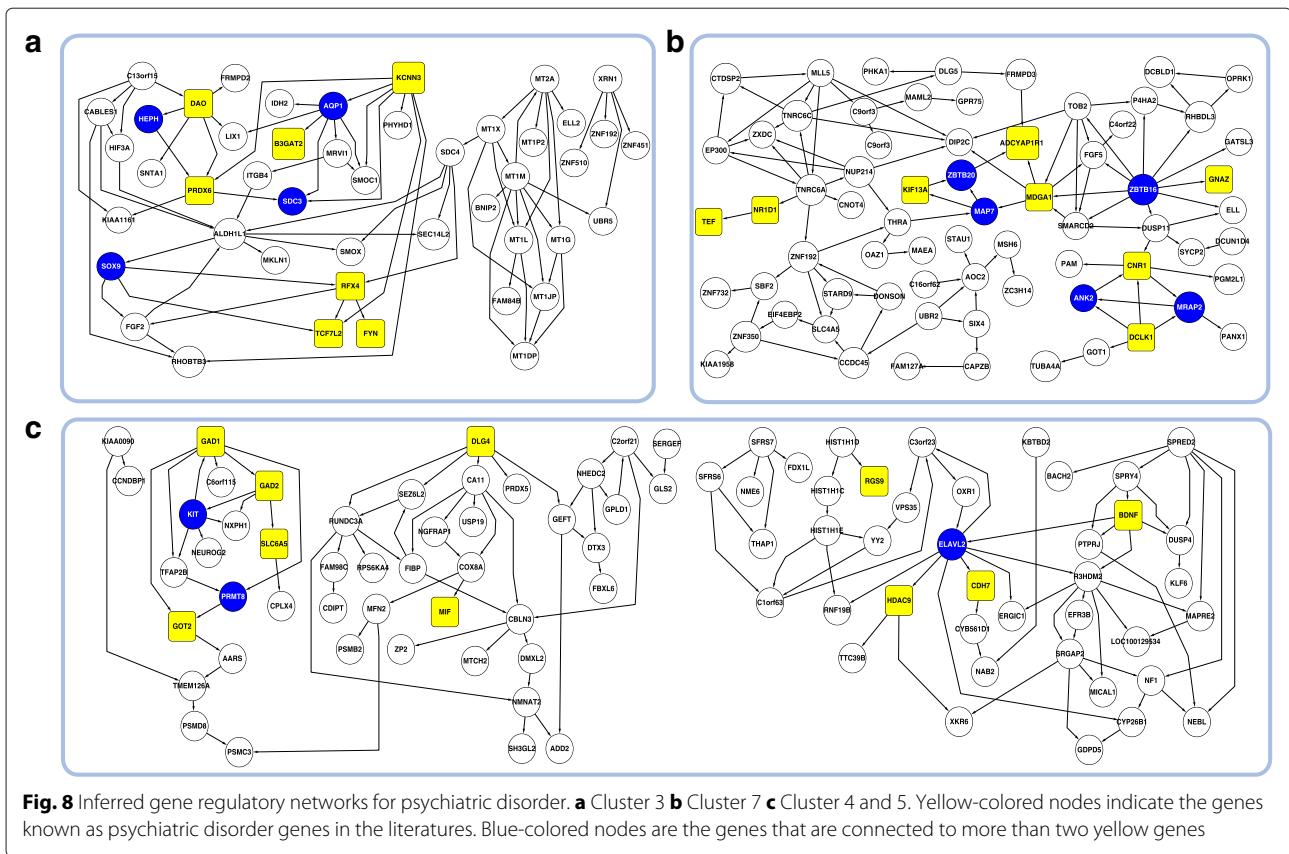 a
C13orf15
FRMPD2
KCNN3
DAO
CABLES1
IDH2
AQP1
HEPH
PHYHD1
LIX1
B3GAT2
HIF3A
MRVI1
SNTA1
ITGB4
SMOC1
SDC4
PRDX6
SDC3
KIAA1161
ALDH1L1
SEC14L2
SMOX
MKLN1
SOX9
RFX4
FGF2
TCF7L2
FYN
RHOBTB3
MT2A
XRN1
ELL2
MT1X
MT1P2
ZNF192
ZNF451
ZNF510
MT1M
BNIP2
UBR5
MT1L
MT1G
FAM84B
MT1JP
MT1DP
b
CTDSP2
MLL5
PHKA1
DLG5
FRMPD3
DCBLD1
OPRK1
C9orf3
MAML2
GPR75
TNRC6C
TOB2
P4HA2
RHBDL3
C4orf22
ZXDC
C9orf3
DIP2C
ADCYAP1R1
GATSL3
EP300
FGF5
NUP214
ZBTB20
KIF13A
TNRC6A
MDGA1
ZBTB16
GNAZ
CNOT4
MAP7
NR1D1
TEF
THRA
SMARCD2
DUSP11
ELL
STAU1
MSH6
SYCP2
DCUN1D4
OAZ1
MAEA
ZNF192
PAM
CNR1
AOC2
PGM2L1
ZNF732
SBF2
STARD9
DONSON
C16orf62
ZC3H14
ANK2
MRAP2
EIF4EBP2
SLC4A5
UBR2
SIX4
ZNF350
DCLK1
PANX1
CCDC45
GOT1
KIAA1958
FAM127A
CAPZB
TUBA4A
c
KIAA0090
GAD1
CCNDBP1
C6orf115
GAD2
KIT
NXPH1
NEUROG2
SLC6A5
TFAP2B
PRMT8
CPLX4
GOT2
AARS
TMEM126A
PSMD8
PSMC3
DLG4
C2orf21
SERGEF
CA11
PRDX5
NHEDC2
GLS2
SEZ6L2
GPLD1
RUNDC3A
NGFRAP1
USP19
GEFT
DTX3
FAM98C
RPS6KA4
FIBP
COX8A
FBXL6
CDIPT
MFN2
MIF
CBLN3
PSMB2
ZP2
MTCH2
DMXL2
NMNAT2
SH3GL2
ADD2
SFRS7
HIST1H1D
C3orf23
KBTBD2
SPRED2
SFRS6
FDX1L
RGS9
BACH2
SPRY4
NME6
HIST1H1C
OXR1
VPS35
BDNF
THAP1
HIST1H1E
YY2
ELAVL2
PTPRJ
DUSP4
C1orf63
KLF6
R3HDM2
RNF19B
HDAC9
CDH7
ERGIC1
EFR3B
MAPRE2
CYB561D1
LOC100129534
TTC39B
NAB2
SRGAP2
MICAL1
NF1
XKR6
CYP26B1
NEBL
GDPD5
Fig. 8 Inferred gene regulatory networks for psychiatric disorder. a Cluster 3 b Cluster 7 c Cluster 4 and 5. Yellow-colored nodes indicate the genes
known as psychiatric disorder genes in the literatures. Blue-colored nodes are the genes that are connected to more than two yellow genes